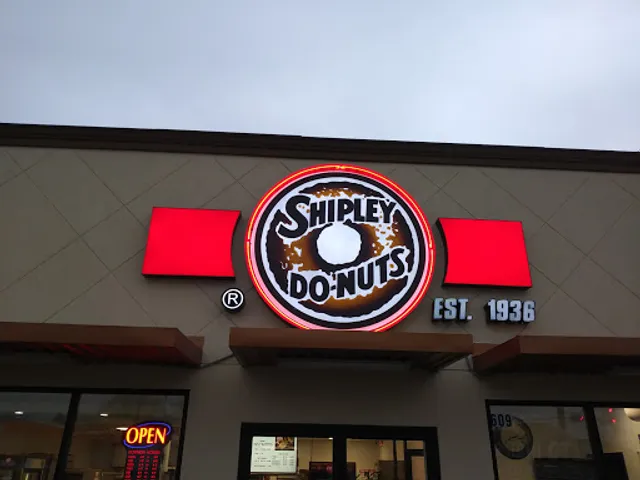 SHIPLEY
DO-NUTS
®
EST. 1936
OPEN
609